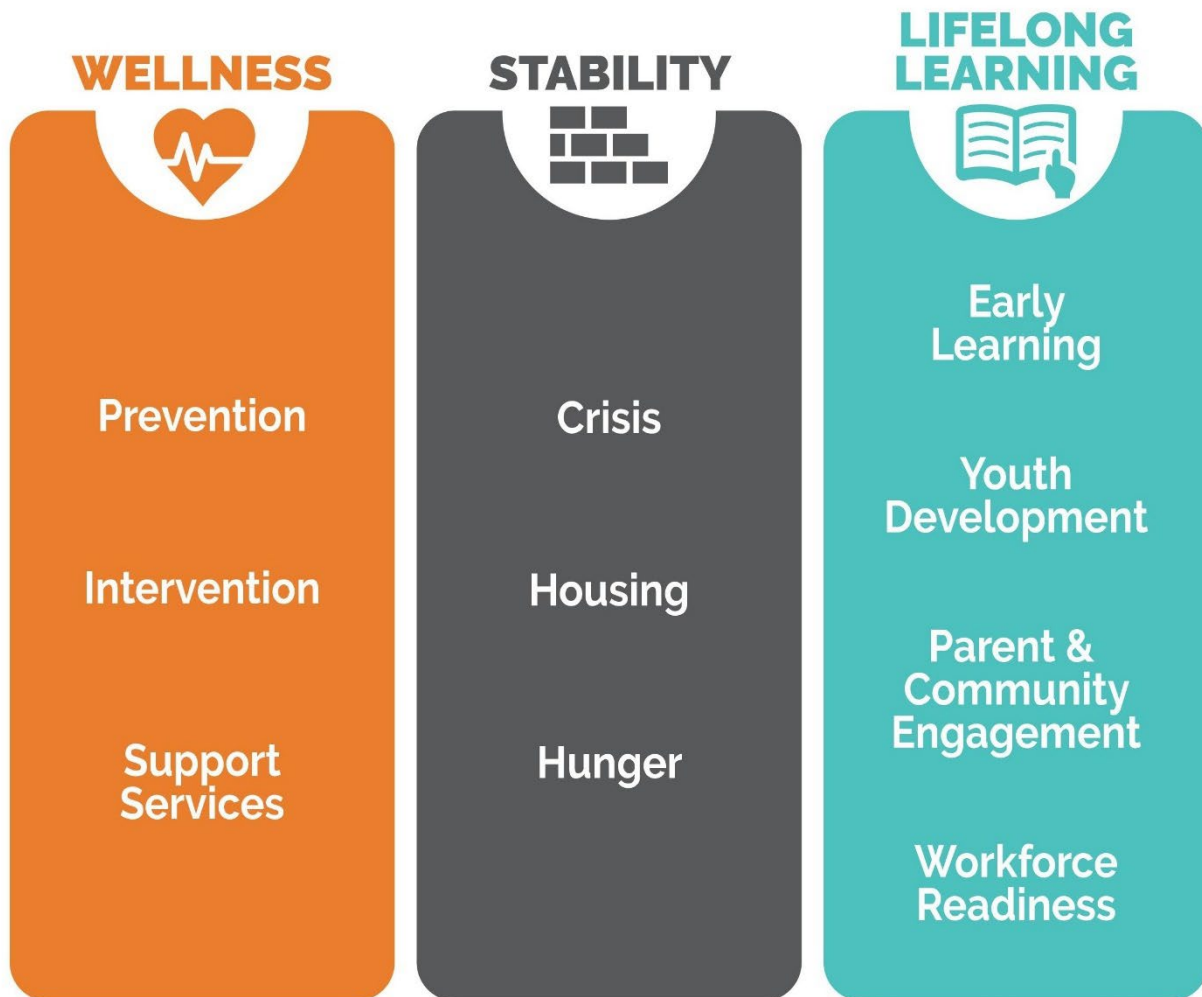 WELLNESS
Prevention
Intervention
Support
Services
STABILITY
Crisis
Housing
Hunger
LIFELONG
LEARNING
Early
Learning
Youth
Development
Parent &
Community
Engagement
Workforce
Readiness